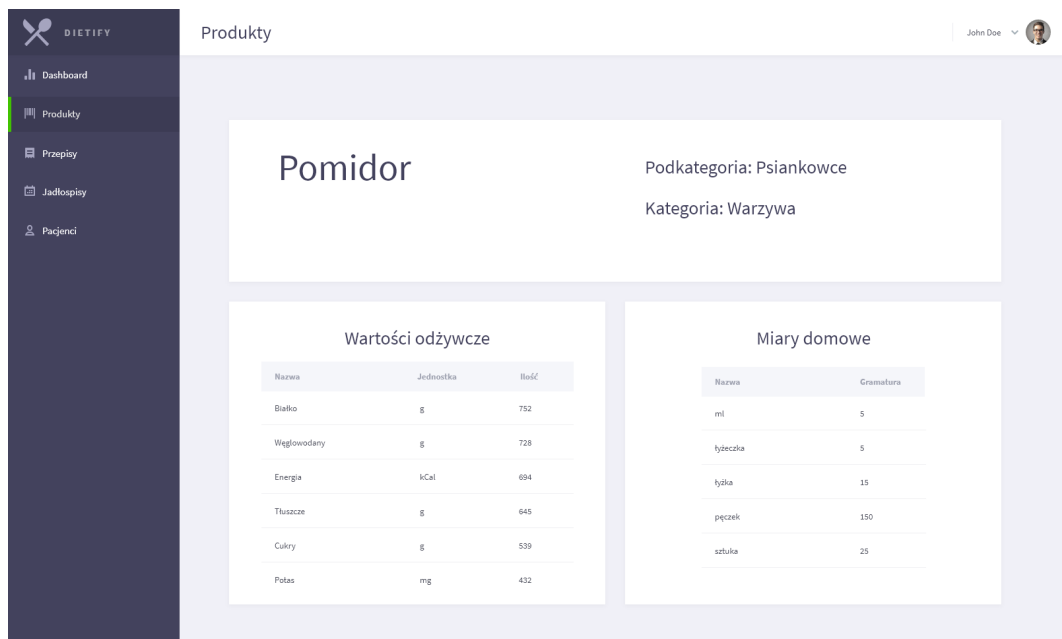 DIETIFY
Produkty
John Doe
Dashboard
Produkty
Przepisy
Jadłospisy
Pacjenci
Pomidor
Podkategoria: Psiankowce
Kategoria: Warzywa
Wartości odżywcze
Nazwa Jednostka Ilość
Białko g 752
Węglowodany g 728
Energia kCal 694
Tłuszcze g 645
Cukry g 539
Potas mg 432
Miary domowe
Nazwa Gramatura
ml 5
łyżeczka 5
łyżka 15
pęczek 150
sztuka 25